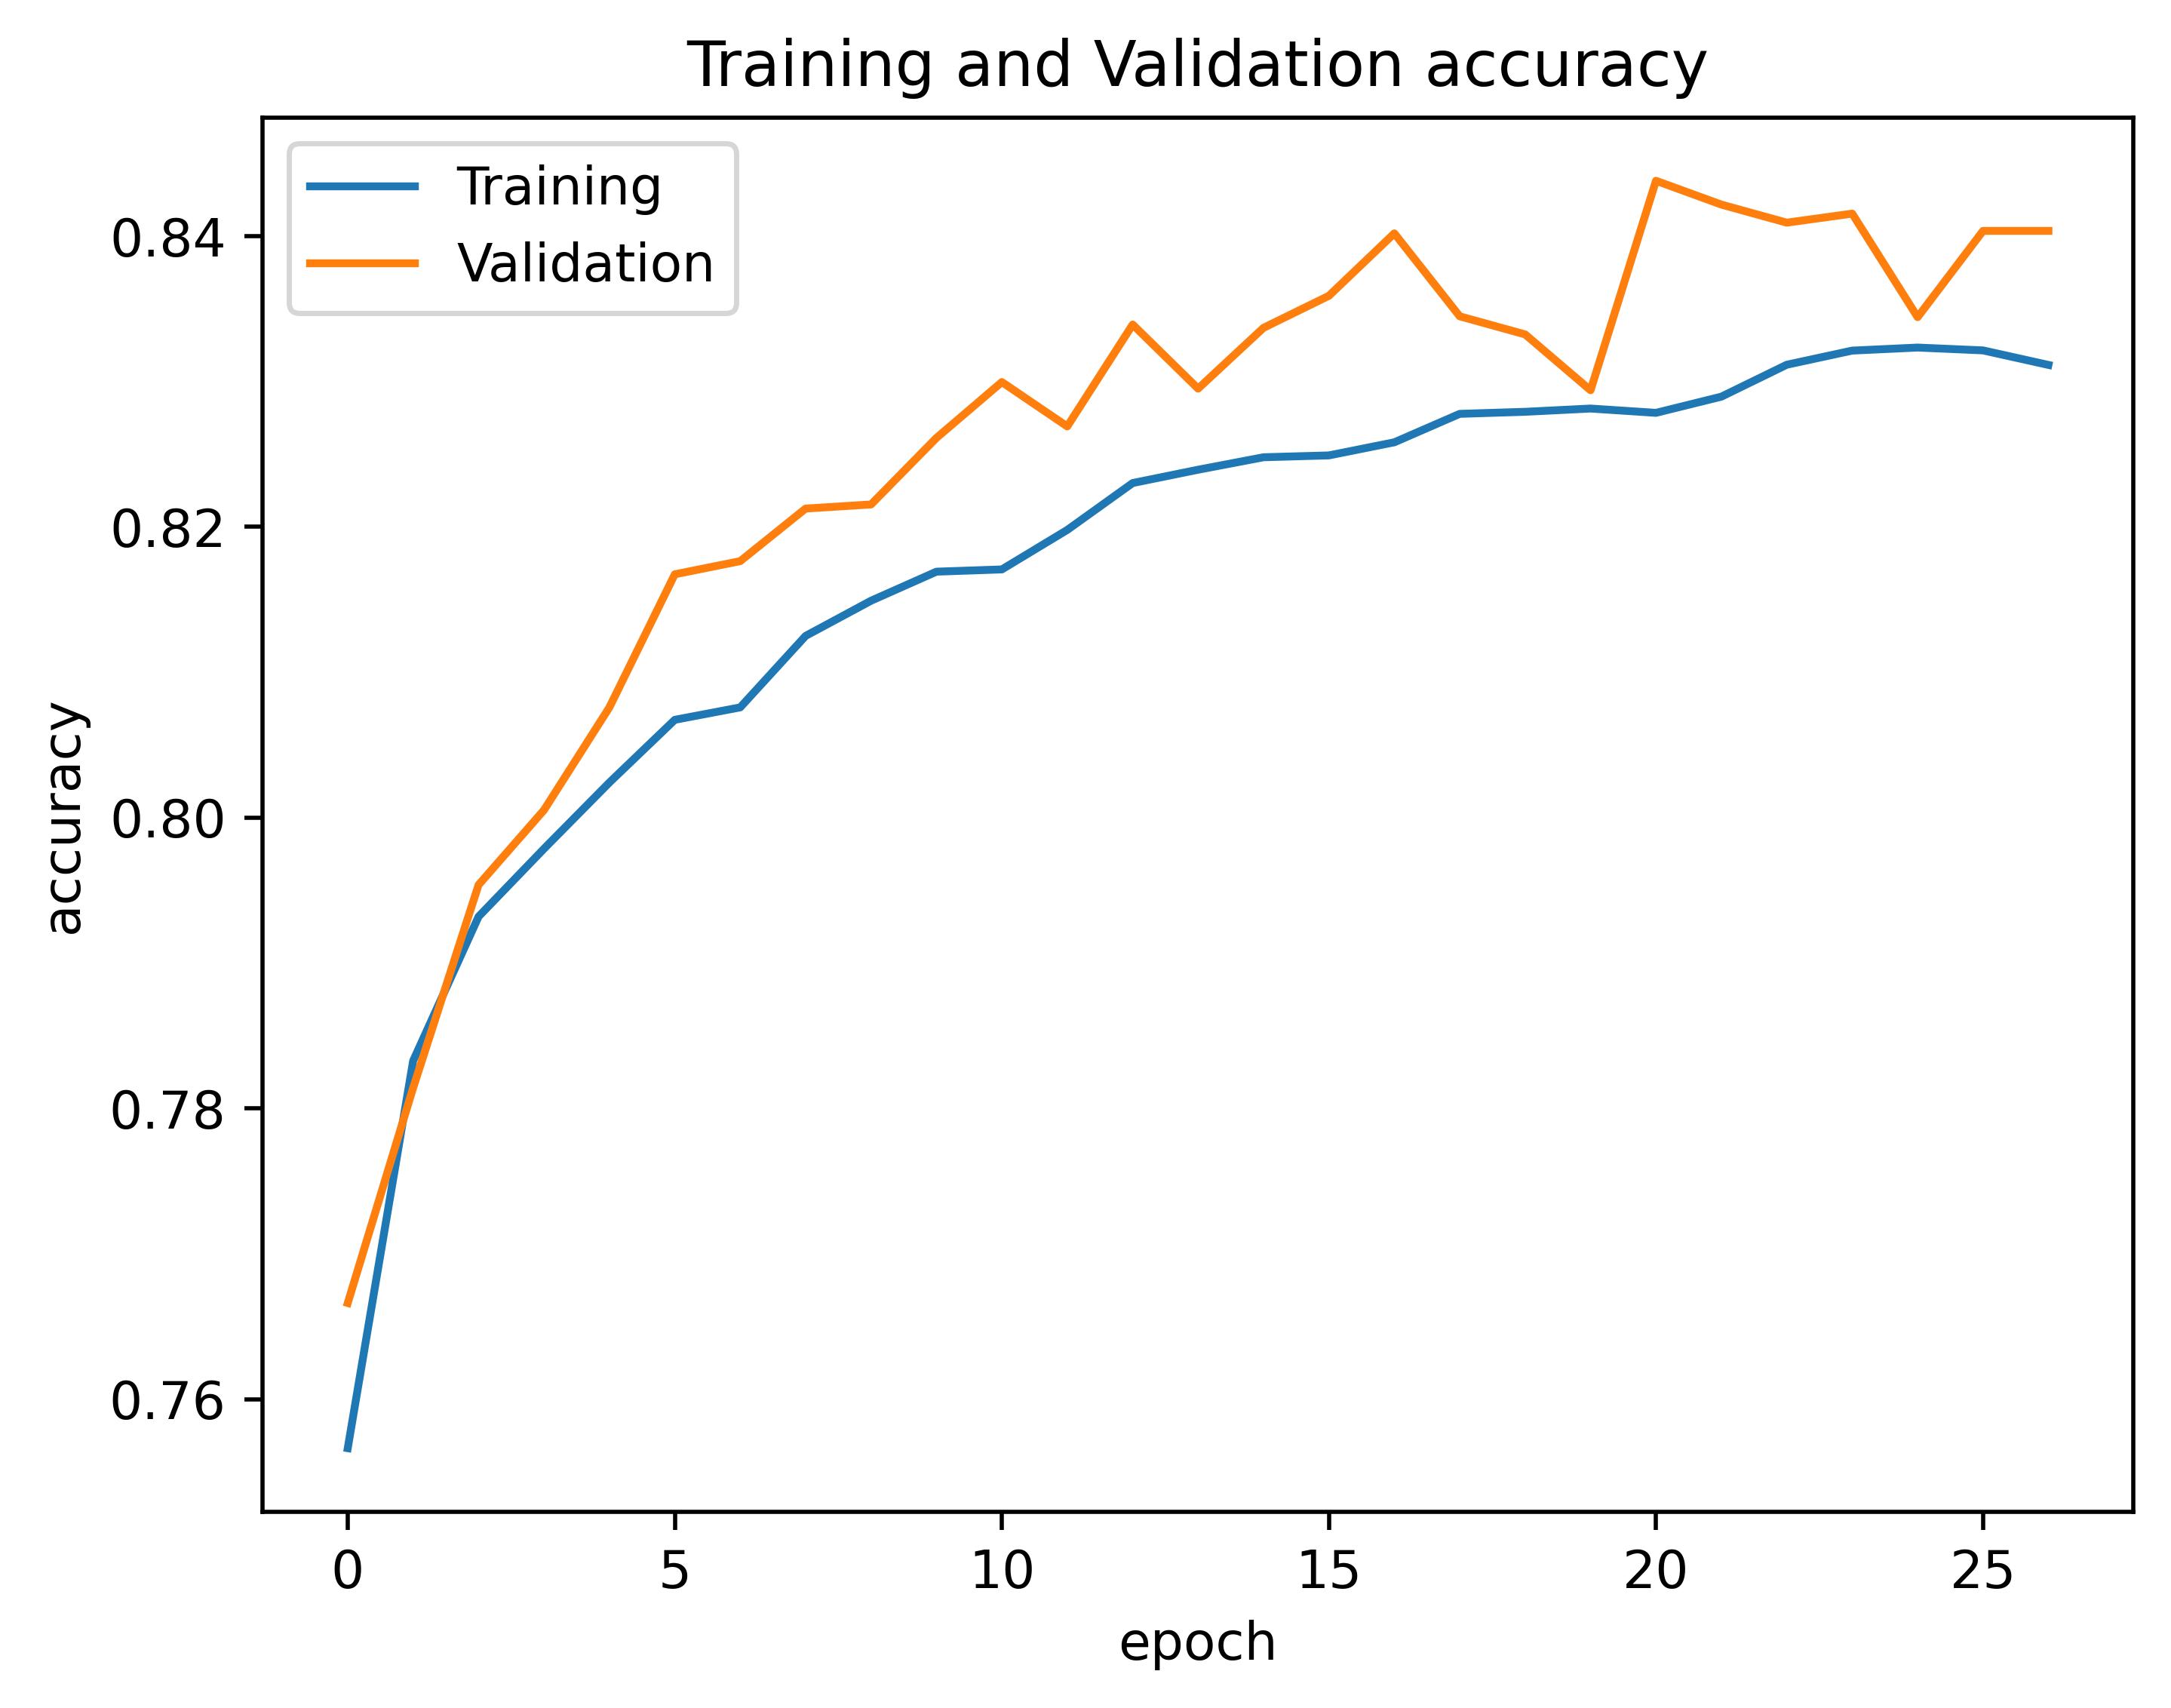 Training and Validation accuracy
Training
Validation
0.84
0.82
0.80
0.78
0.76
accuracy
0 5 10 15 20 25
epoch